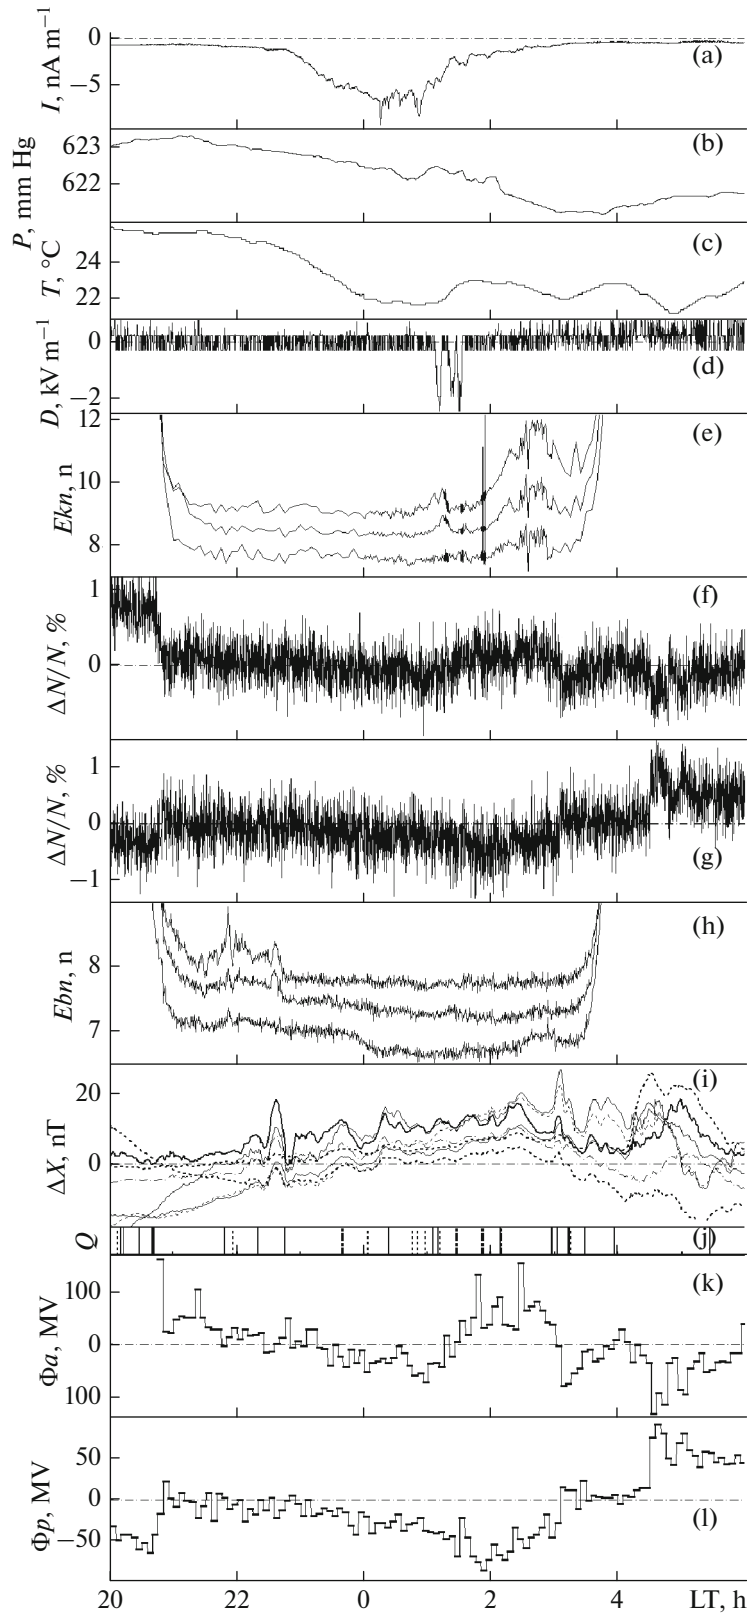 0
−5
I, nA m⁻¹
(a)
623
622
P, mm Hg
(b)
24
22
T, °C
(c)
0
−2
D, kV m⁻¹
(d)
12
10
8
Ekn, n
(e)
1
0
ΔN/N, %
(f)
1
0
−1
ΔN/N, %
(g)
8
7
Ebn, n
(h)
20
0
ΔX, nT
(i)
Q
(j)
100
0
100
Φa, MV
(k)
50
0
−50
Φp, MV
(l)
20 22 0 2 4 LT, h